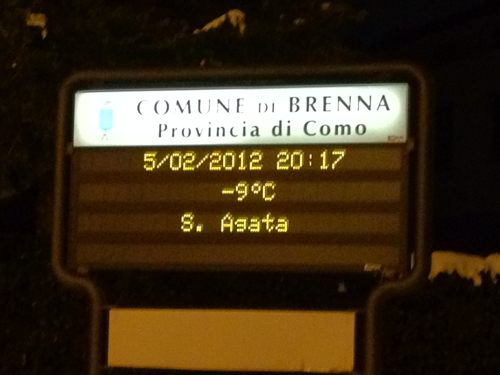 COMUNE DI BRENNA
Provincia di Como
5/02/2012 20:17
-9°C
S. Agata